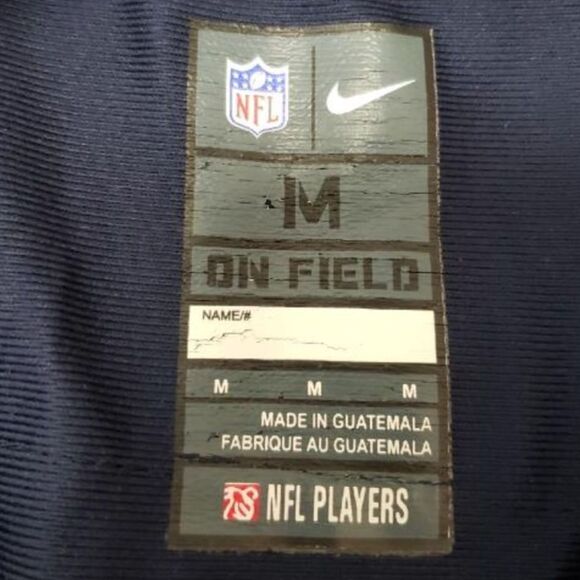 NFL
M
ON FIELD
NAME/#
M M M
MADE IN GUATEMALA
FABRIQUE AU GUATEMALA
NFL PLAYERS